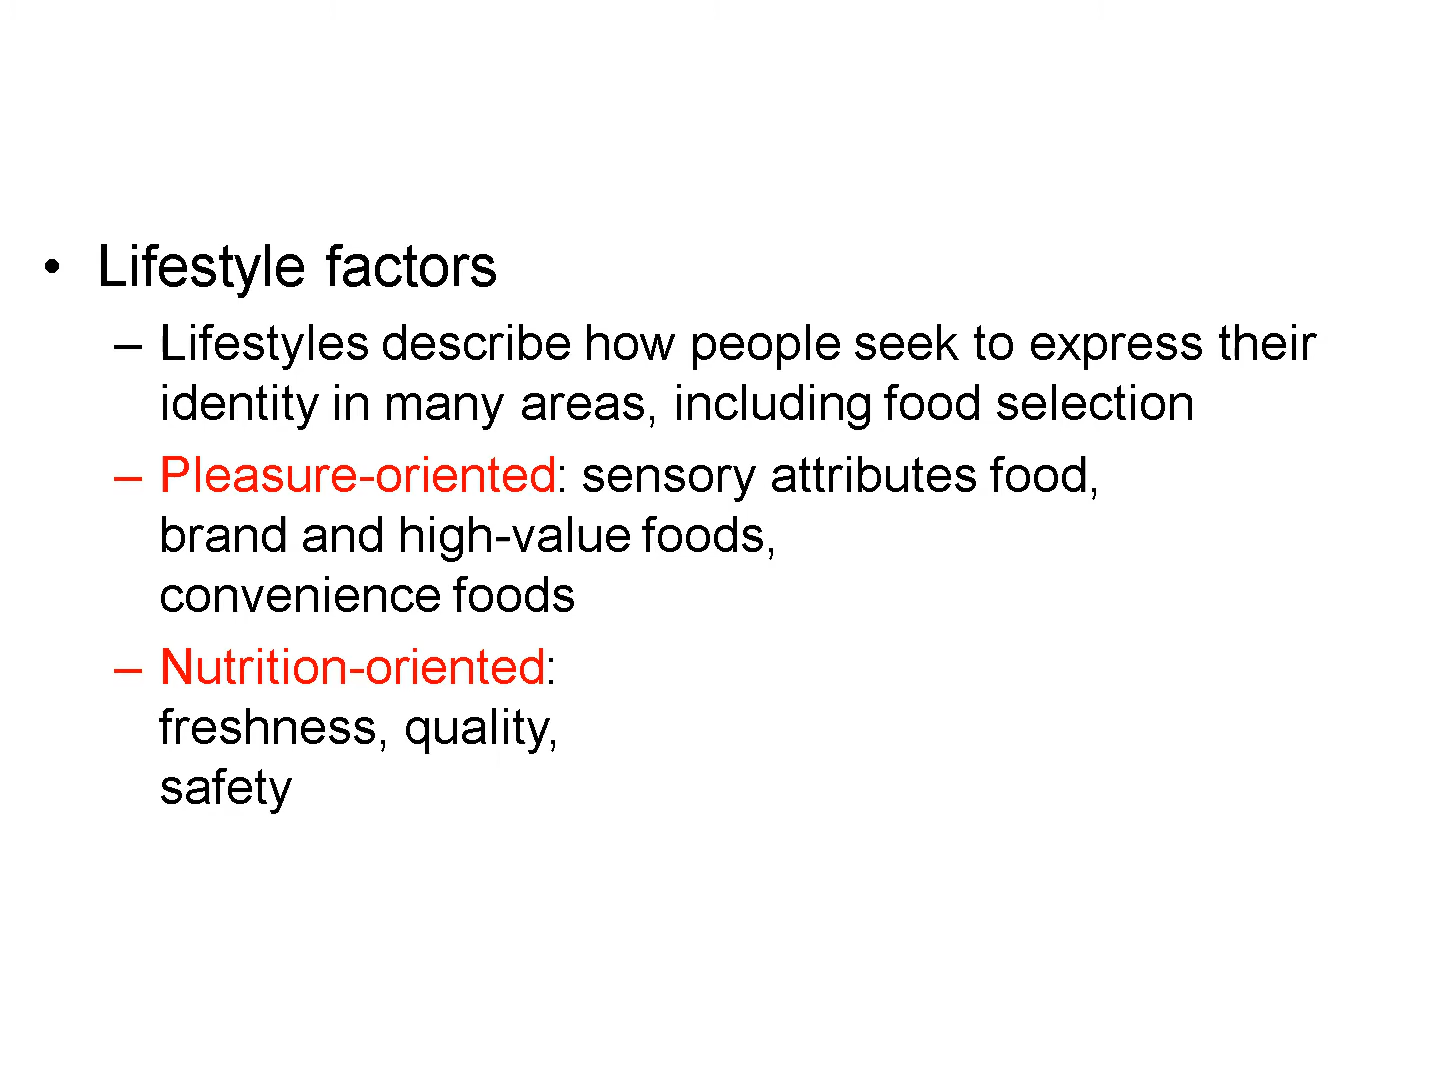 • Lifestyle factors
– Lifestyles describe how people seek to express their
identity in many areas, including food selection
– Pleasure-oriented: sensory attributes food,
brand and high-value foods,
convenience foods
– Nutrition-oriented:
freshness, quality,
safety